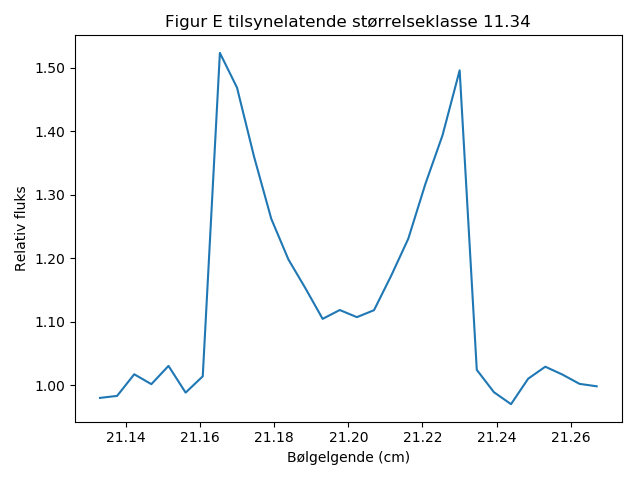 Figur E tilsynelatende størrelseklasse 11.34
Relativ fluks
1.50
1.40
1.30
1.20
1.10
1.00
21.14 21.16 21.18 21.20 21.22 21.24 21.26
Bølgelgende (cm)